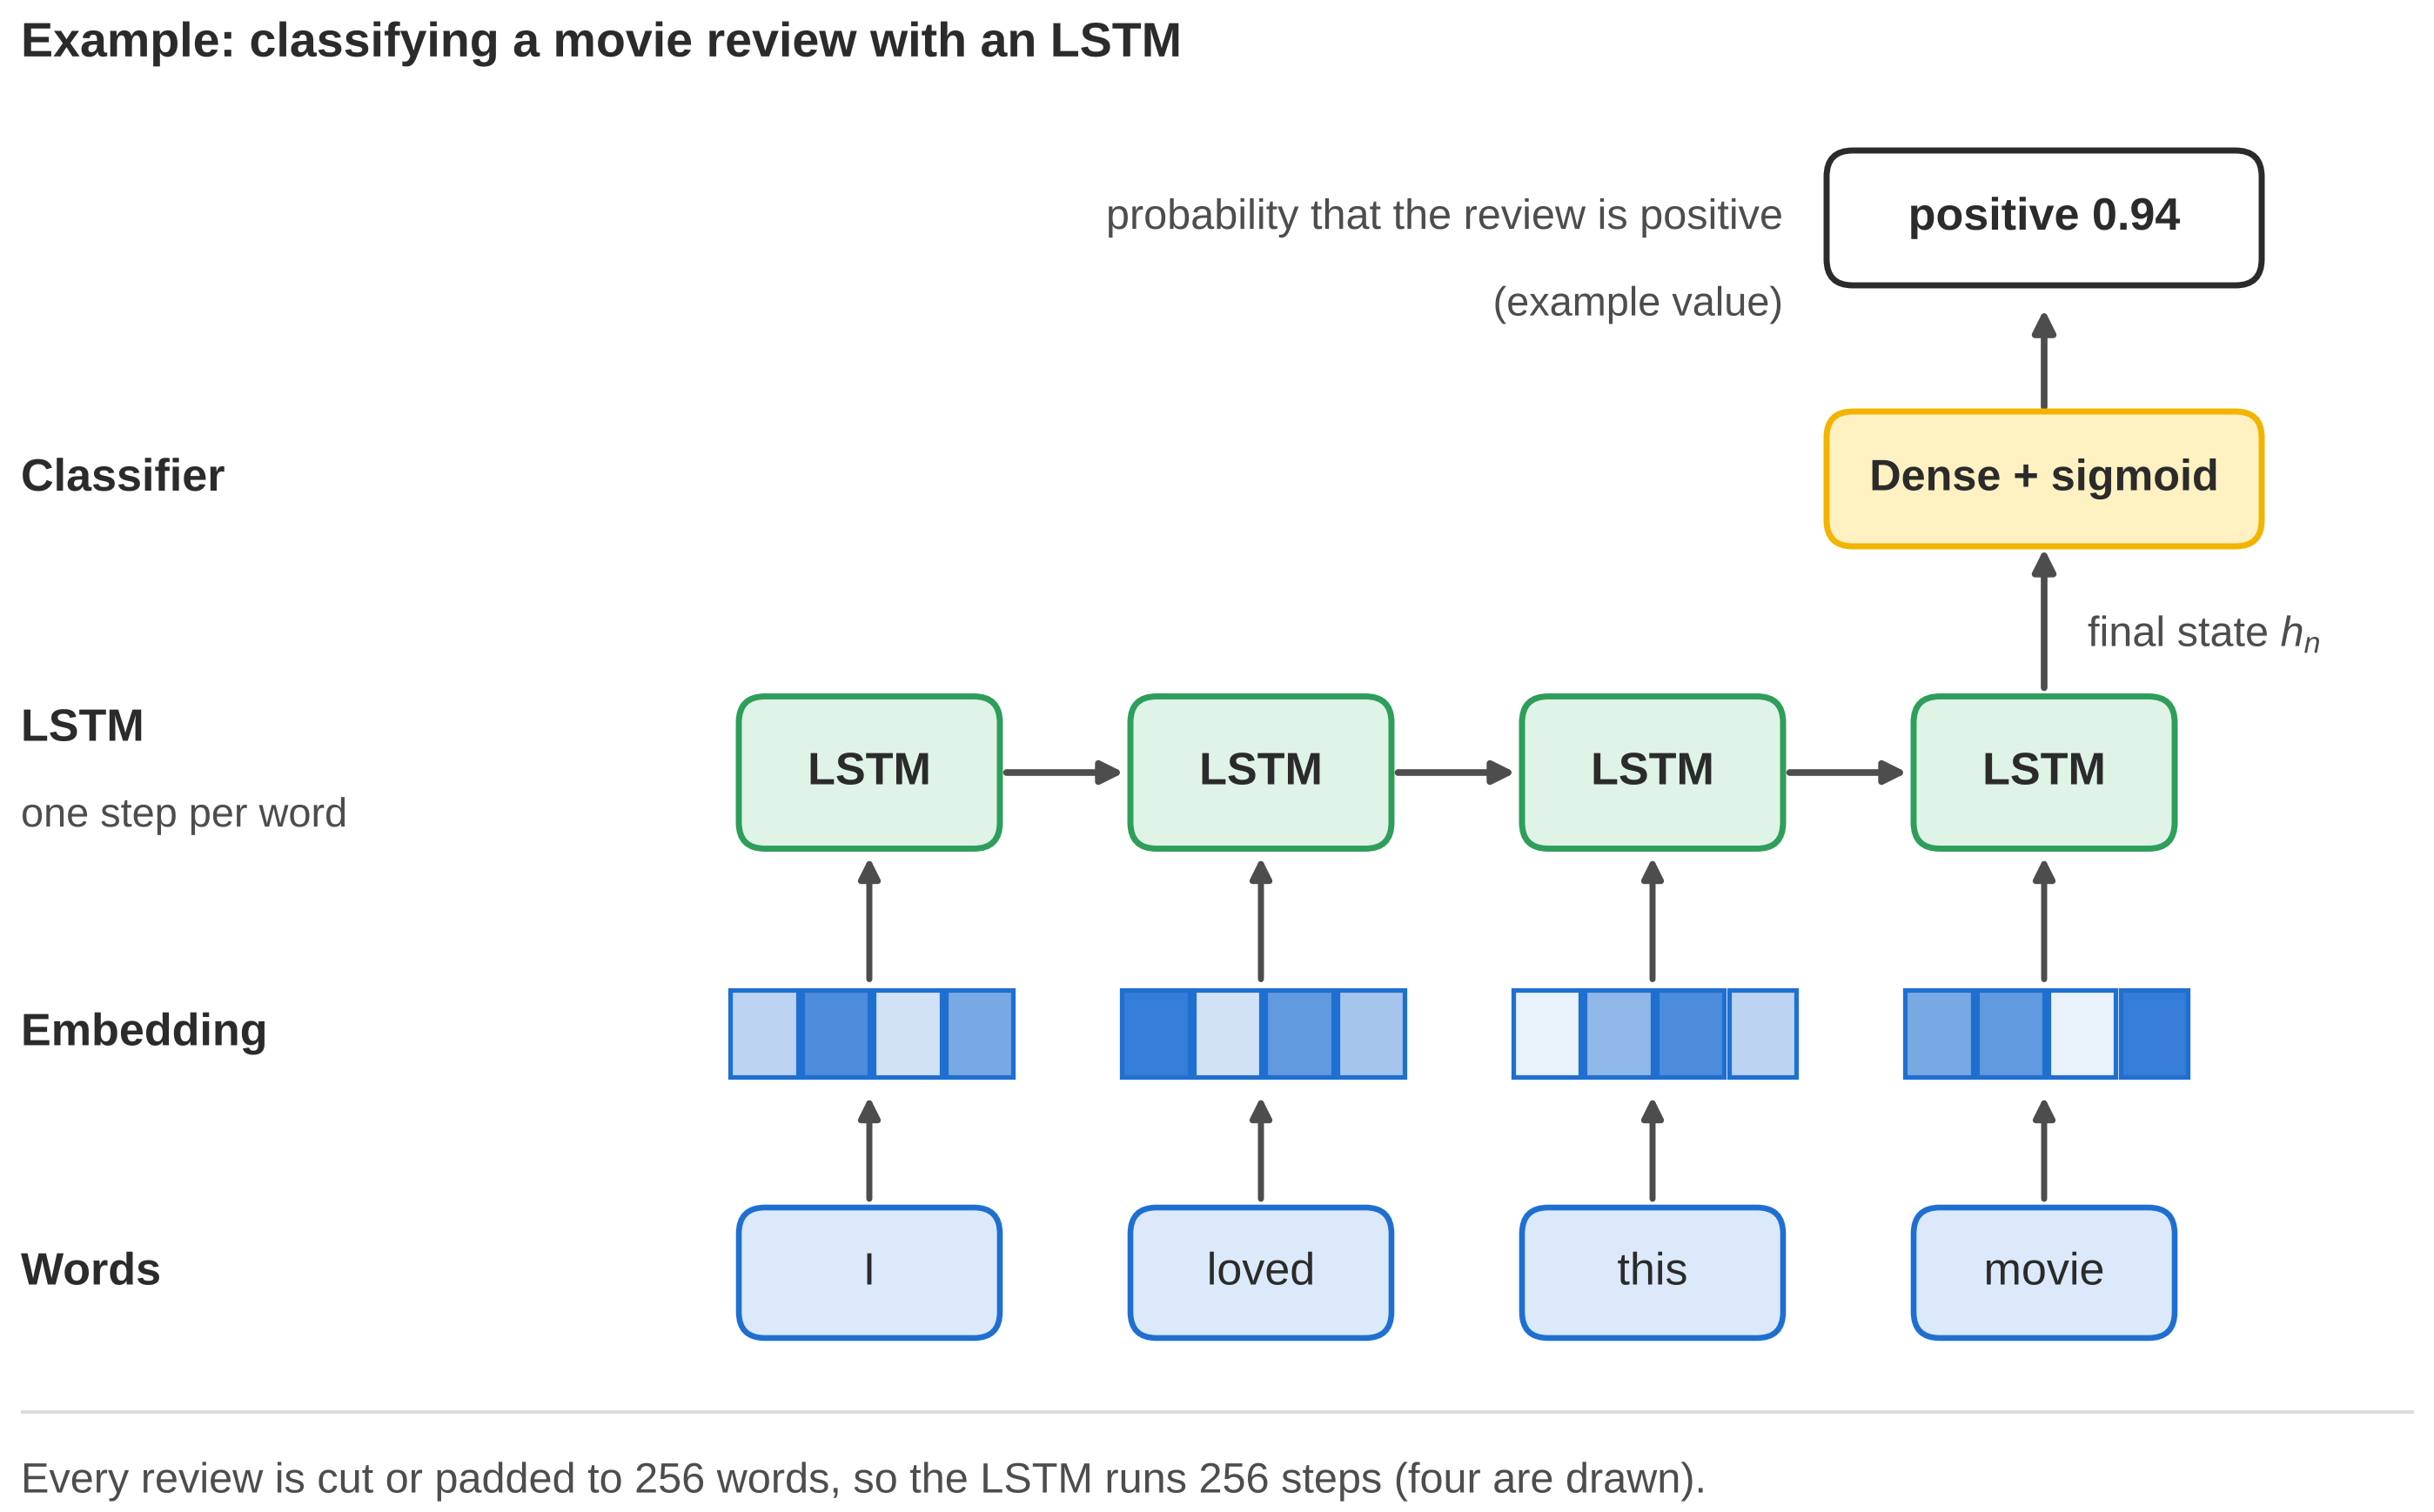 Example: classifying a movie review with an LSTM
probability that the review is positive
(example value)
positive 0.94
Classifier
Dense + sigmoid
final state hₙ
LSTM
one step per word
LSTM
LSTM
LSTM
LSTM
Embedding
Words
I
loved
this
movie
Every review is cut or padded to 256 words, so the LSTM runs 256 steps (four are drawn).